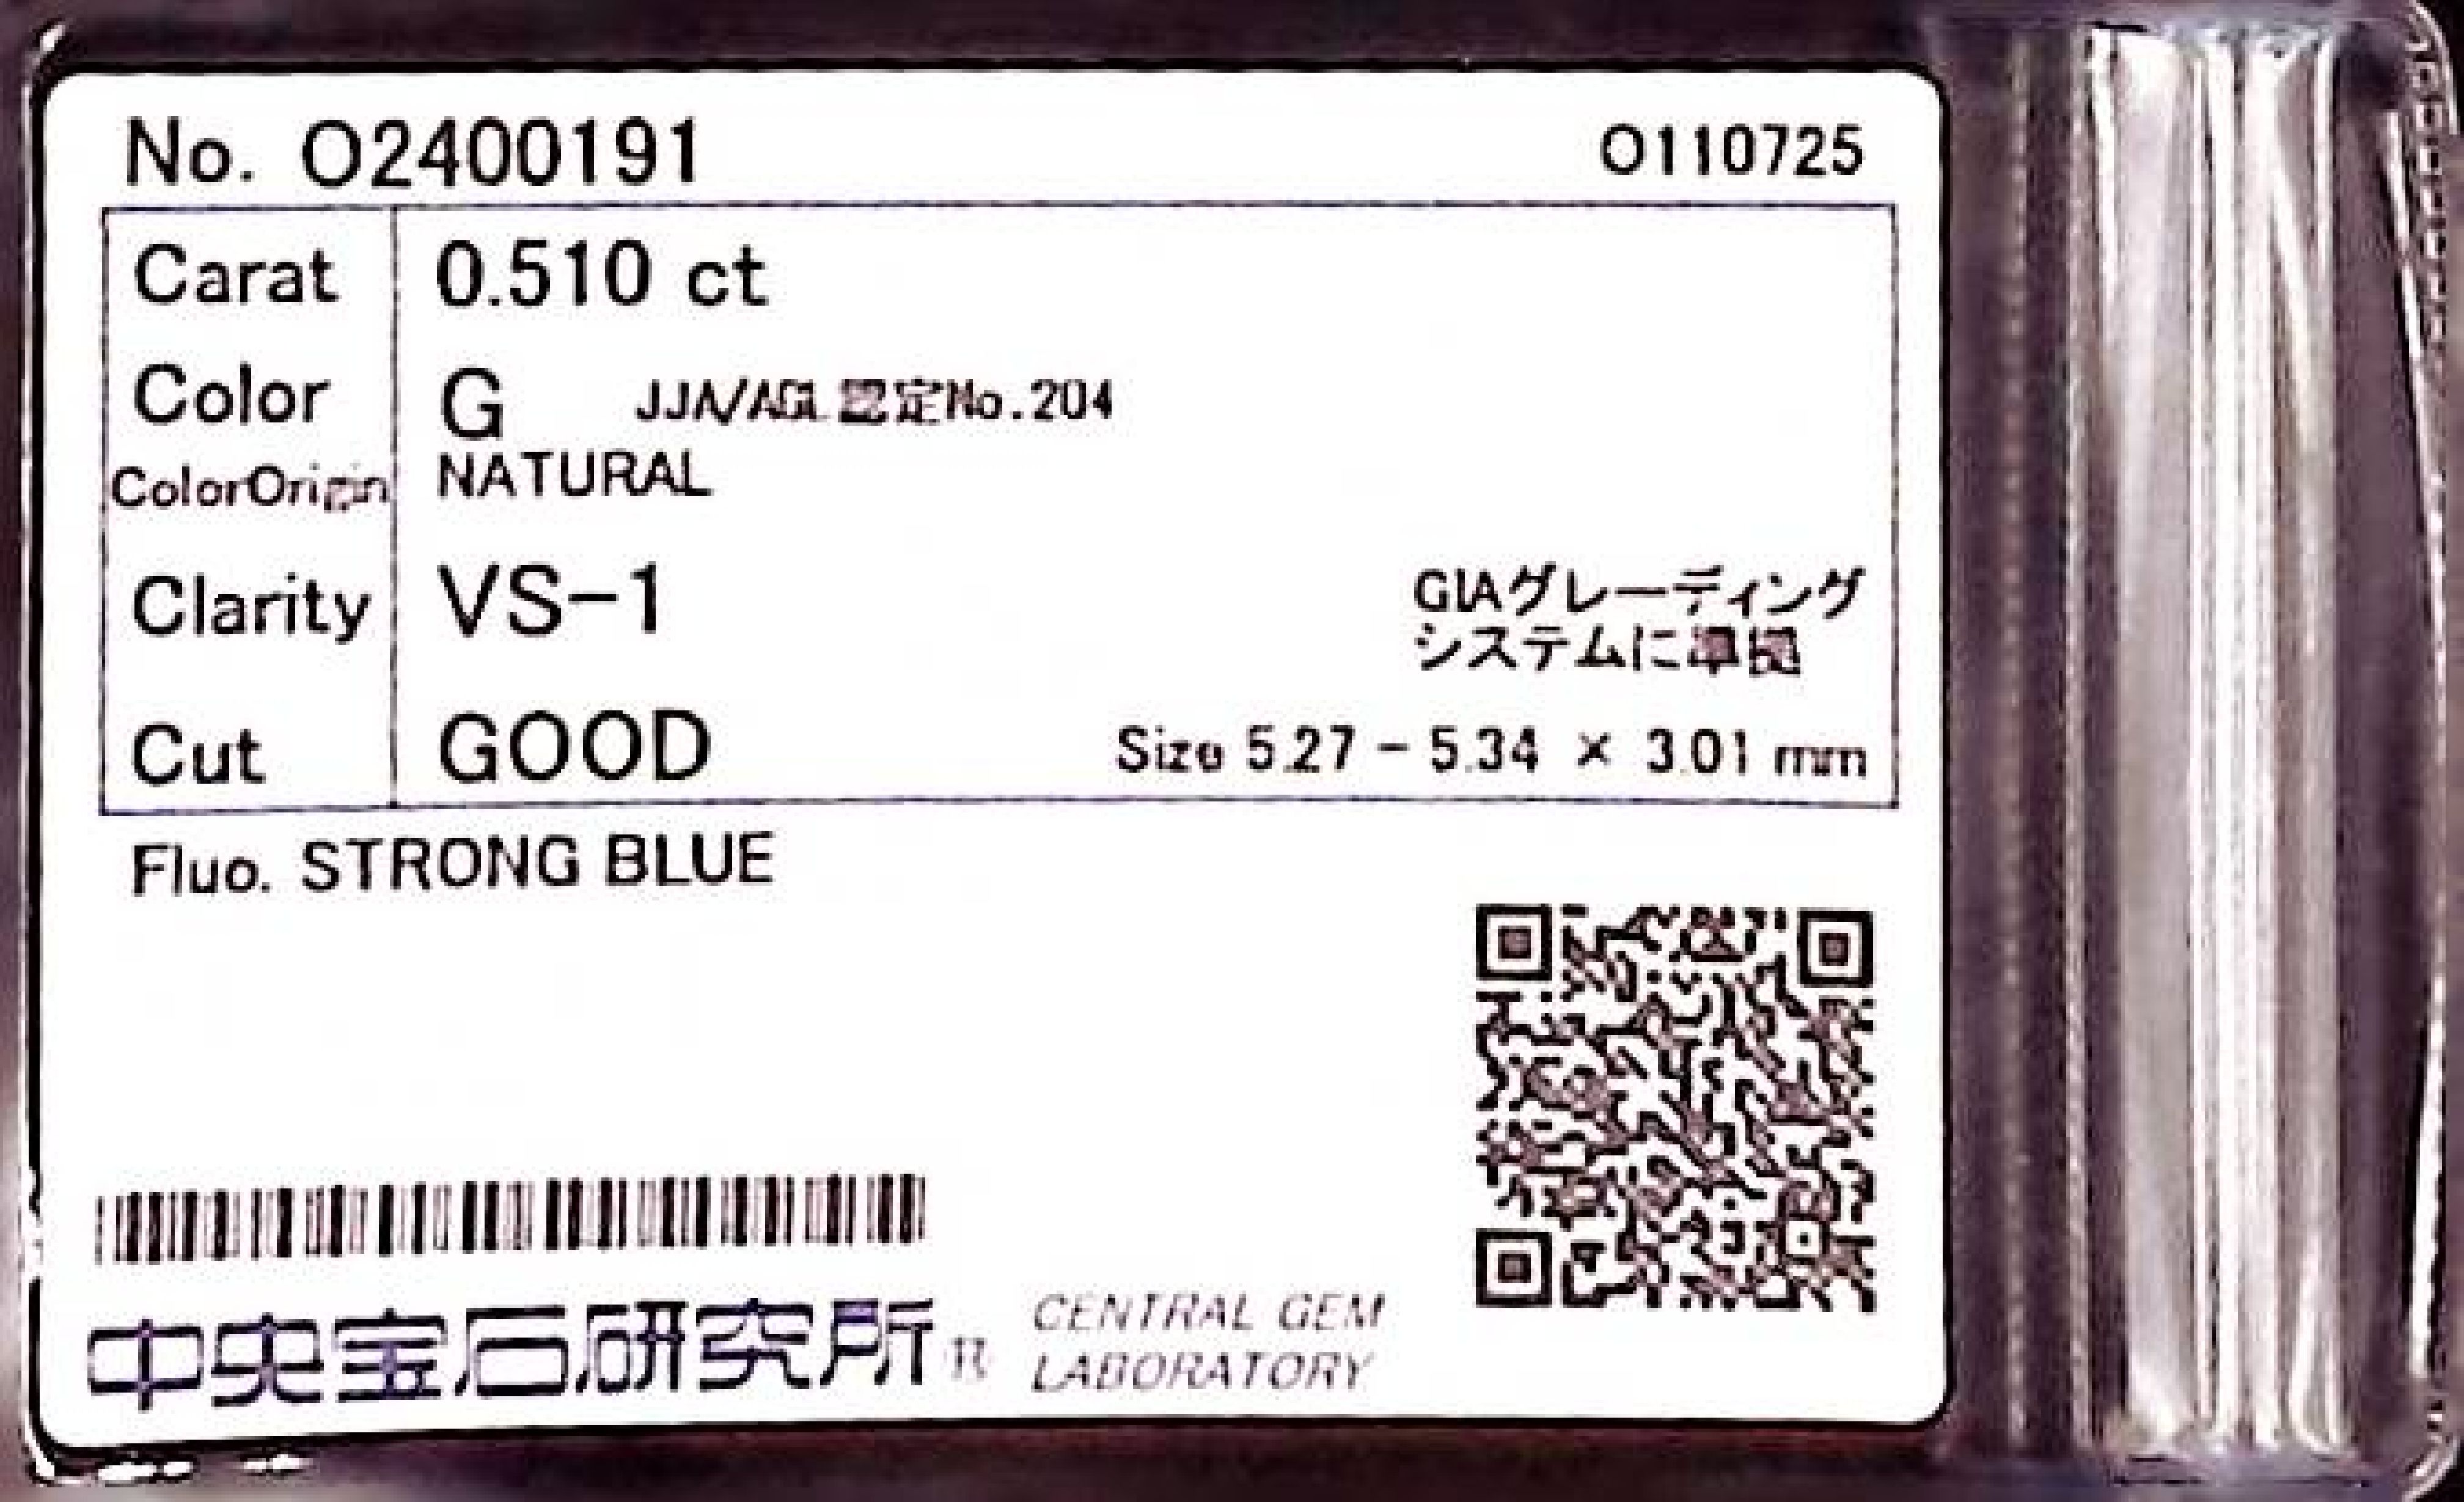 No. O2400191 O110725
Carat 0.510 ct
Color G JJA/AGL 認定No.204
ColorOrigin NATURAL
Clarity VS-1
GIAグレーディング
システムに準拠
Cut GOOD Size 5.27 - 5.34 × 3.01 mm
Fluo. STRONG BLUE
中央宝石研究所® CENTRAL GEM
LABORATORY